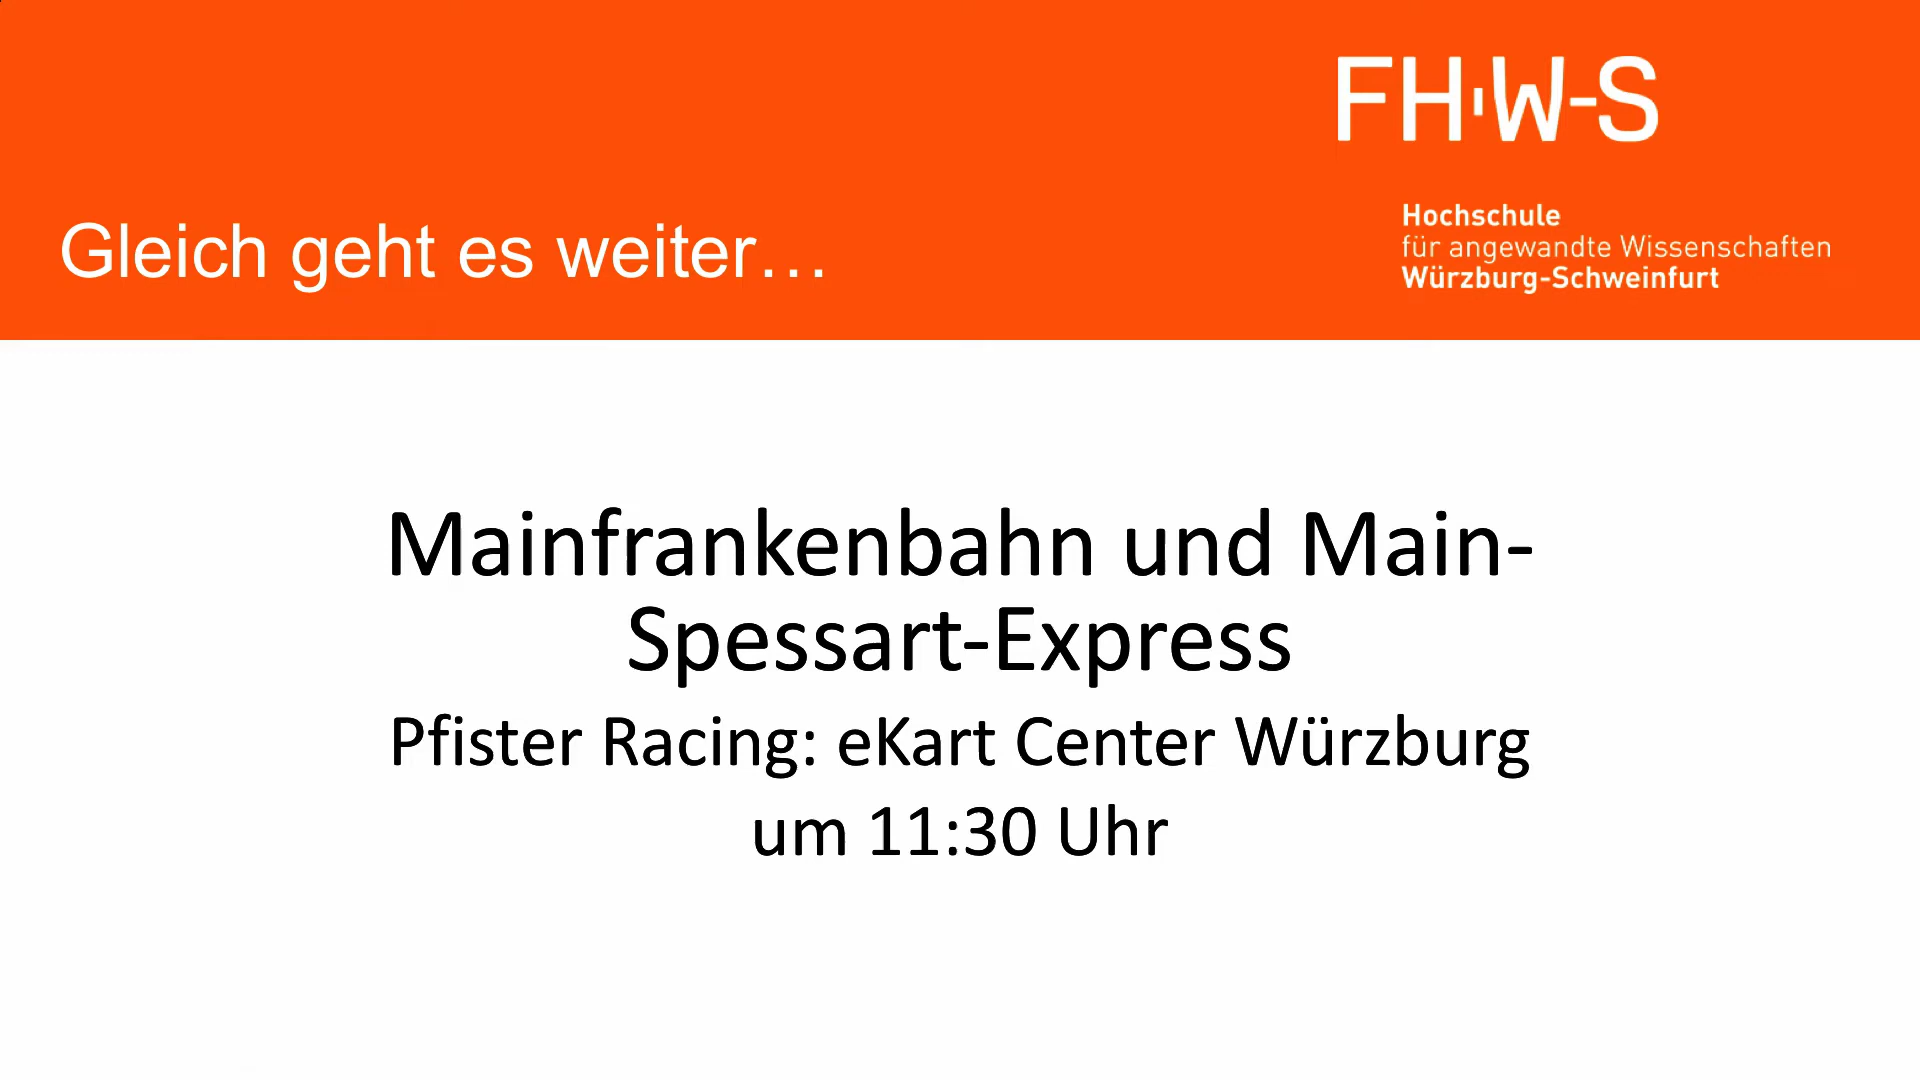 FH-W-S
Hochschule
für angewandte Wissenschaften
Würzburg-Schweinfurt
Gleich geht es weiter…
Mainfrankenbahn und Main-
Spessart-Express
Pfister Racing: eKart Center Würzburg
um 11:30 Uhr